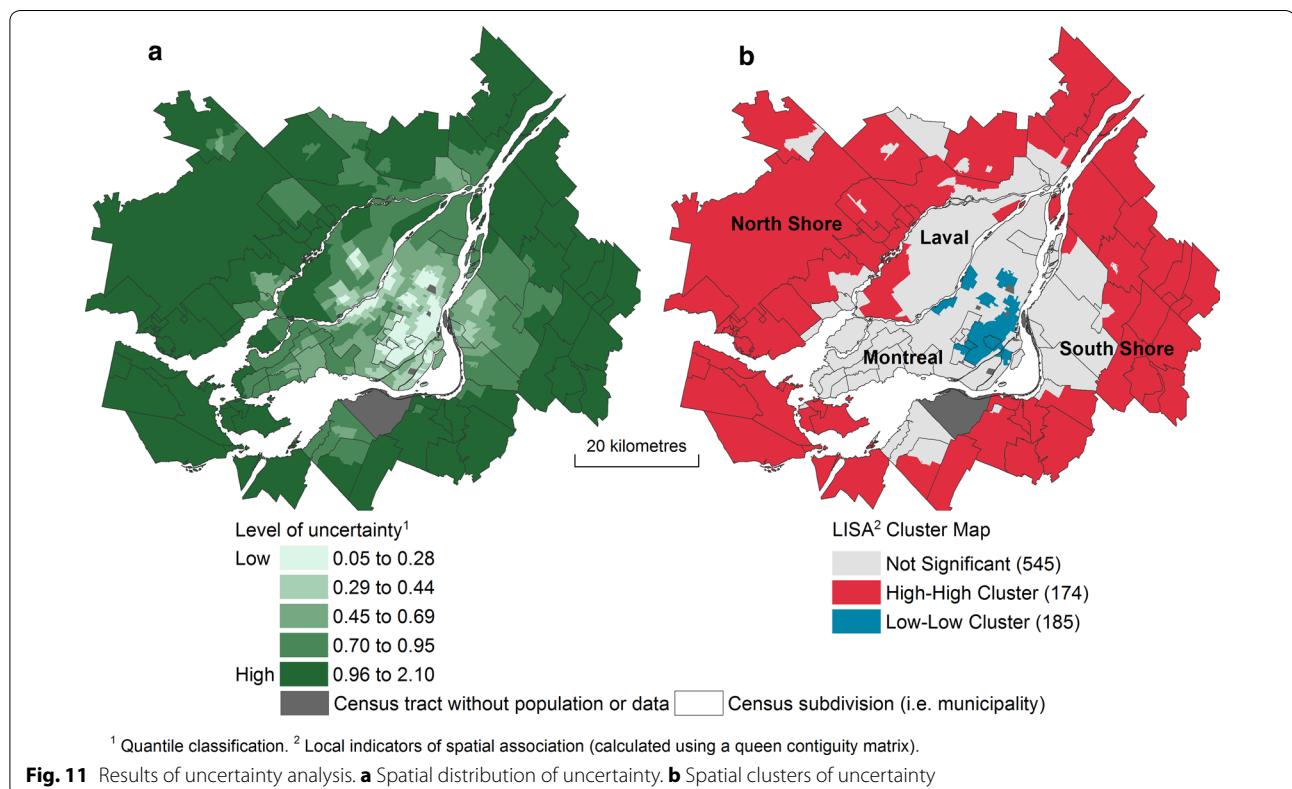 a
b
North Shore
Laval
Montreal
South Shore
20 kilometres
Level of uncertainty¹
Low 0.05 to 0.28
0.29 to 0.44
0.45 to 0.69
0.70 to 0.95
High 0.96 to 2.10
LISA² Cluster Map
Not Significant (545)
High-High Cluster (174)
Low-Low Cluster (185)
Census tract without population or data Census subdivision (i.e. municipality)
¹ Quantile classification. ² Local indicators of spatial association (calculated using a queen contiguity matrix).
Fig. 11 Results of uncertainty analysis. a Spatial distribution of uncertainty. b Spatial clusters of uncertainty